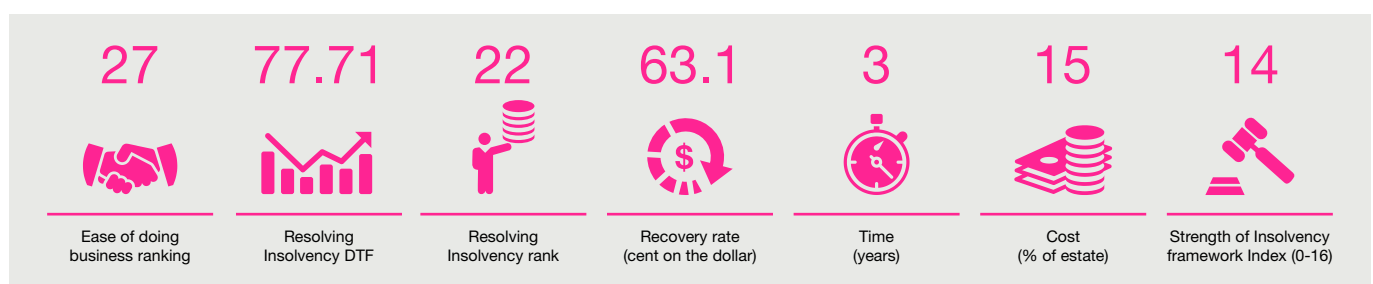 27
77.71
22
63.1
3
15
14
$
Ease of doing
business ranking
Resolving
Insolvency DTF
Resolving
Insolvency rank
Recovery rate
(cent on the dollar)
Time
(years)
Cost
(% of estate)
Strength of Insolvency
framework Index (0-16)